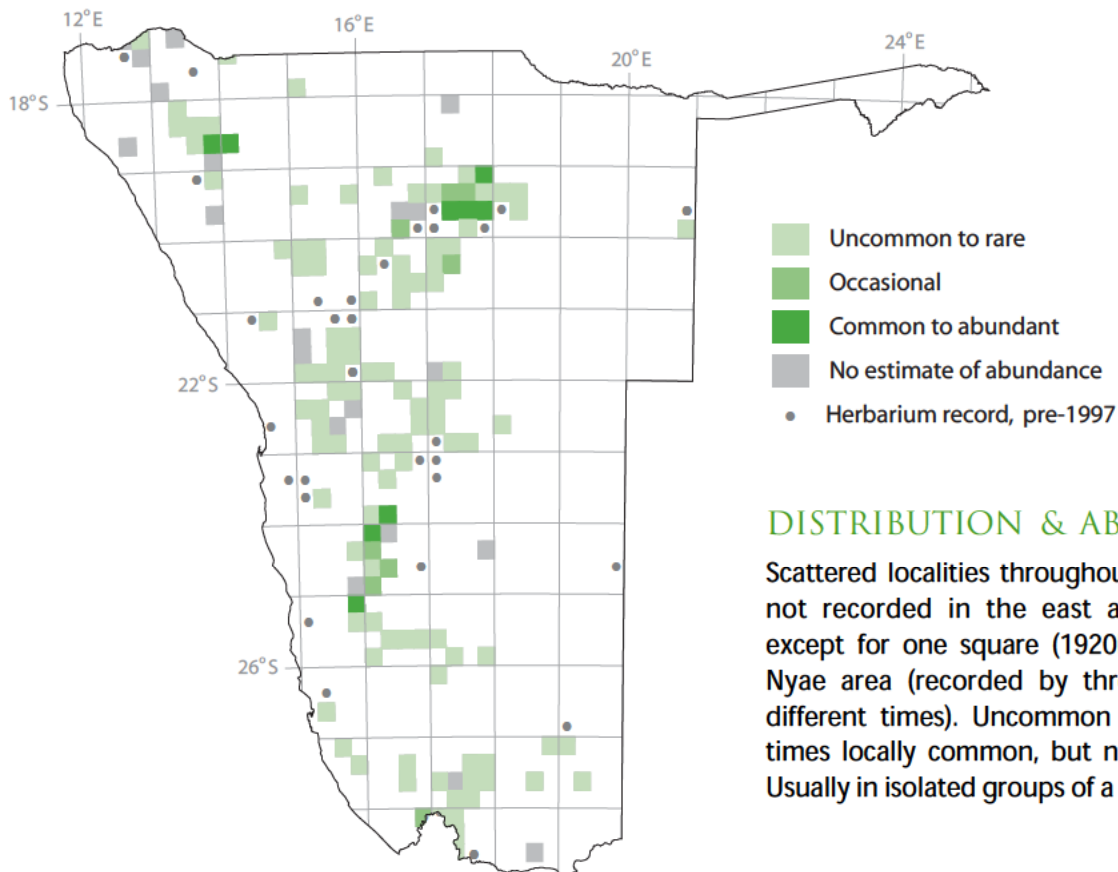 12°E
16°E
20°E
24°E
18°S
22°S
26°S
Uncommon to rare
Occasional
Common to abundant
No estimate of abundance
Herbarium record, pre-1997
DISTRIBUTION & AB
Scattered localities throughou
not recorded in the east a
except for one square (1920
Nyae area (recorded by thr
different times). Uncommon
times locally common, but n
Usually in isolated groups of a